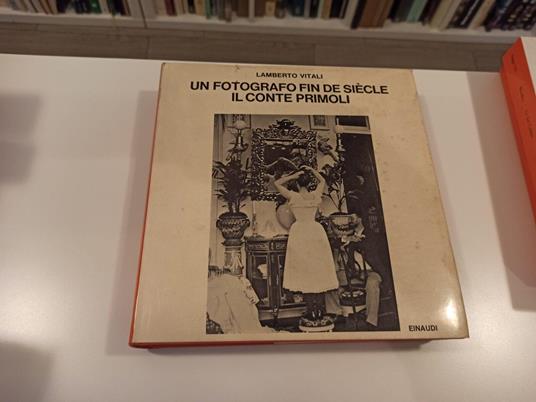 LAMBERTO VITALI
UN FOTOGRAFO FIN DE SIÈCLE
IL CONTE PRIMOLI
EINAUDI